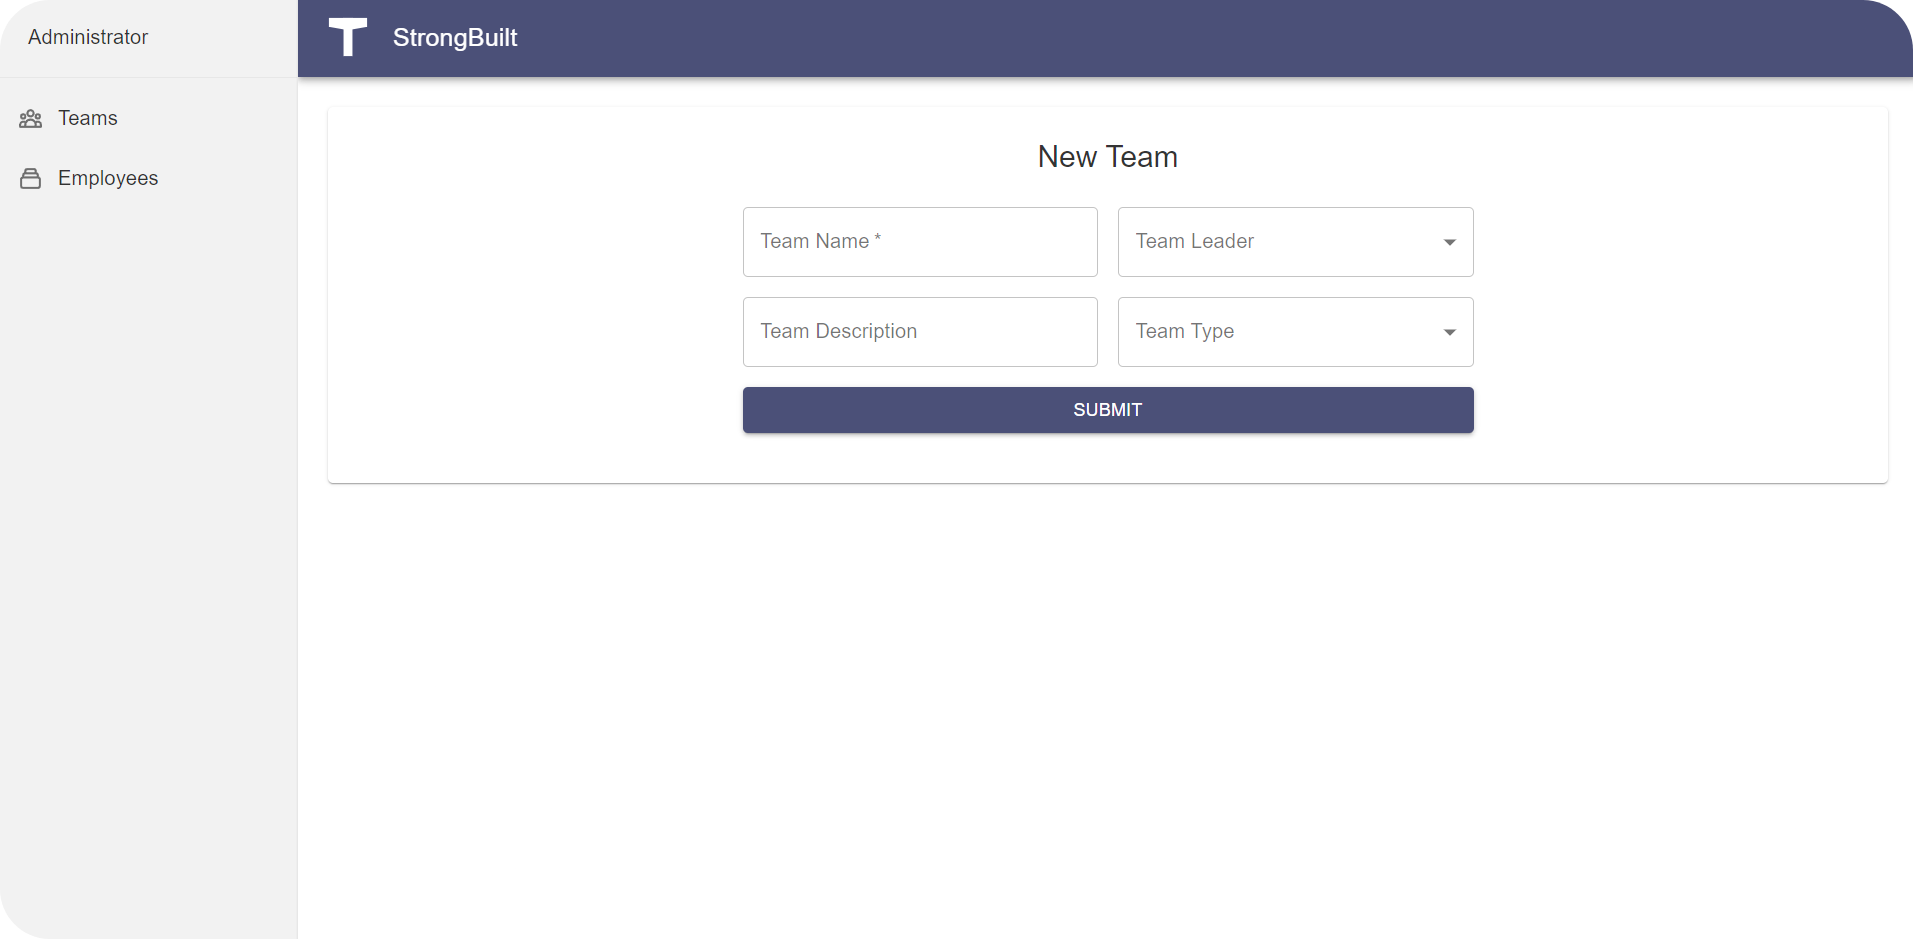 Administrator
StrongBuilt
Teams
Employees
New Team
Team Name *
Team Leader
Team Description
Team Type
SUBMIT